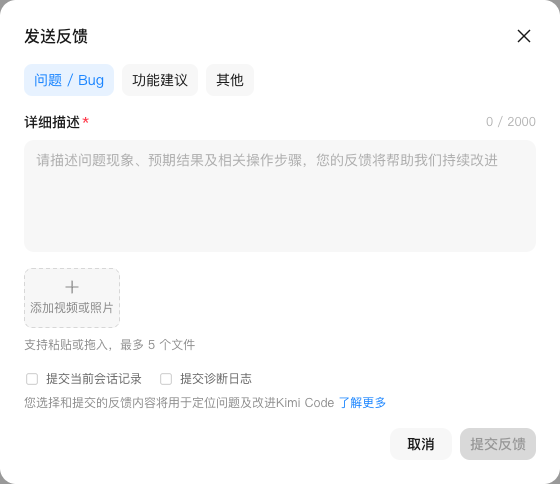 发送反馈
问题 / Bug 功能建议 其他
详细描述* 0 / 2000
请描述问题现象、预期结果及相关操作步骤，您的反馈将帮助我们持续改进
添加视频或照片
支持粘贴或拖入，最多 5 个文件
提交当前会话记录 提交诊断日志
您选择和提交的反馈内容将用于定位问题及改进Kimi Code 了解更多
取消 提交反馈